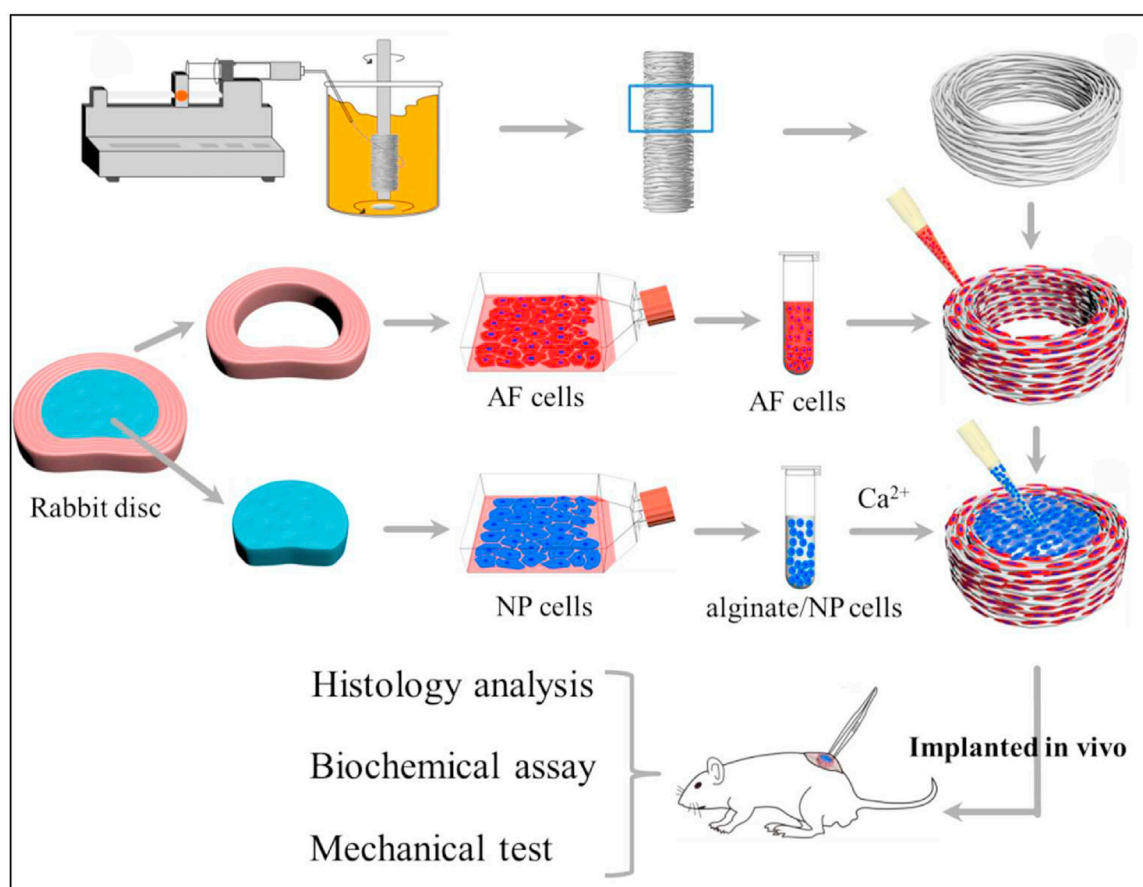 AF cells
AF cells
Rabbit disc
Ca²⁺
NP cells
alginate/NP cells
Histology analysis
Implanted in vivo
Biochemical assay
Mechanical test